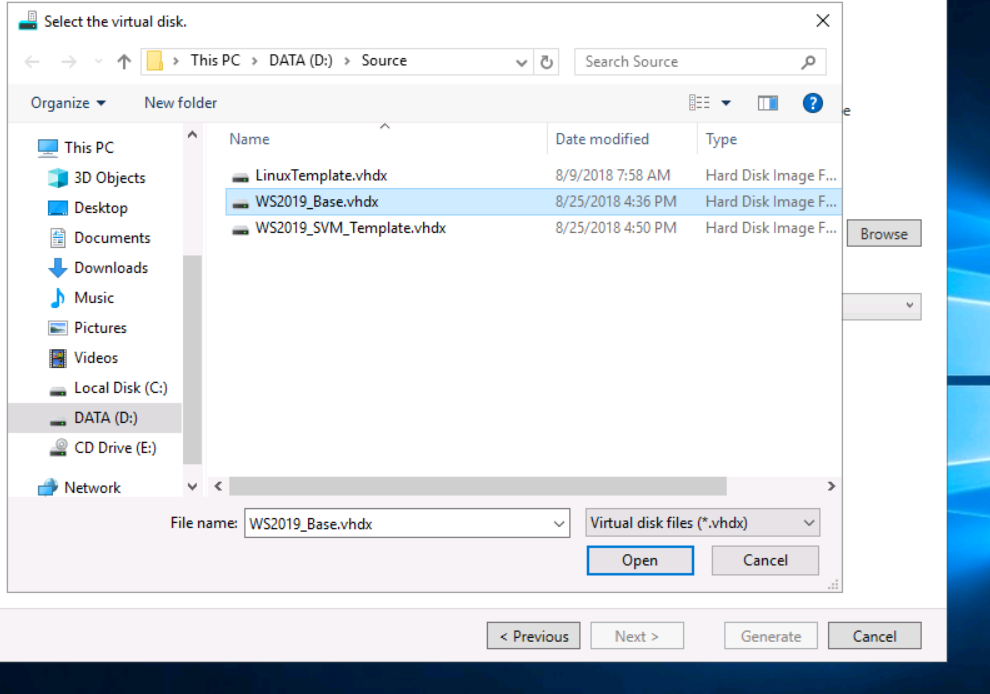 Select the virtual disk.
This PC > DATA (D:) > Source
Search Source
Organize
New folder
?
e
Name
Date modified
Type
This PC
3D Objects
Desktop
Documents
Downloads
Music
Pictures
Videos
Local Disk (C:)
DATA (D:)
CD Drive (E:)
Network
LinuxTemplate.vhdx 8/9/2018 7:58 AM Hard Disk Image F...
WS2019_Base.vhdx 8/25/2018 4:36 PM Hard Disk Image F...
WS2019_SVM_Template.vhdx 8/25/2018 4:50 PM Hard Disk Image F...
Browse
File name: WS2019_Base.vhdx
Virtual disk files (*.vhdx)
Open
Cancel
< Previous
Next >
Generate
Cancel